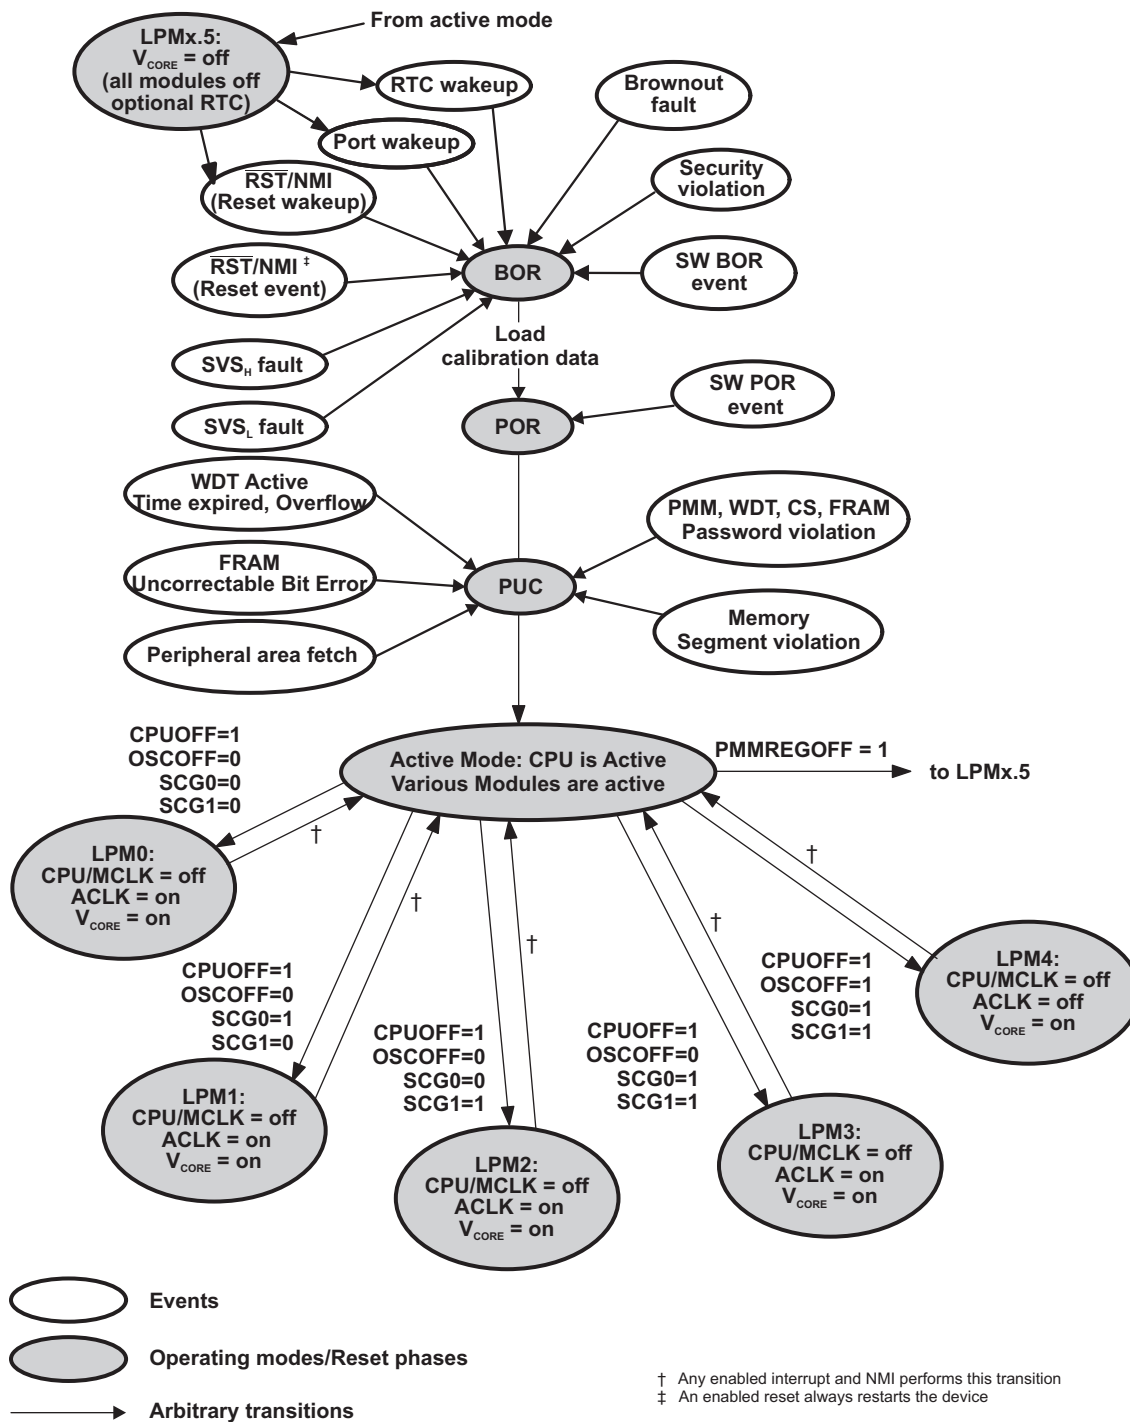 From active mode
LPMx.5:
VCORE = off
(all modules off
optional RTC)
RTC wakeup
Brownout
fault
Port wakeup
Security
violation
RST/NMI
(Reset wakeup)
BOR
RST/NMI ‡
(Reset event)
SW BOR
event
Load
calibration data
SVSH fault
SW POR
event
SVSL fault
POR
WDT Active
Time expired, Overflow
PMM, WDT, CS, FRAM
Password violation
FRAM
Uncorrectable Bit Error
PUC
Memory
Segment violation
Peripheral area fetch
CPUOFF=1
OSCOFF=0
SCG0=0
SCG1=0
Active Mode: CPU is Active
Various Modules are active
PMMREGOFF = 1
to LPMx.5
†
†
†
†
†
LPM0:
CPU/MCLK = off
ACLK = on
VCORE = on
CPUOFF=1
OSCOFF=0
SCG0=1
SCG1=0
CPUOFF=1
OSCOFF=0
SCG0=0
SCG1=1
CPUOFF=1
OSCOFF=0
SCG0=1
SCG1=1
CPUOFF=1
OSCOFF=1
SCG0=1
SCG1=1
LPM4:
CPU/MCLK = off
ACLK = off
VCORE = on
LPM1:
CPU/MCLK = off
ACLK = on
VCORE = on
LPM2:
CPU/MCLK = off
ACLK = on
VCORE = on
LPM3:
CPU/MCLK = off
ACLK = on
VCORE = on
Events
Operating modes/Reset phases
Arbitrary transitions
† Any enabled interrupt and NMI performs this transition
‡ An enabled reset always restarts the device